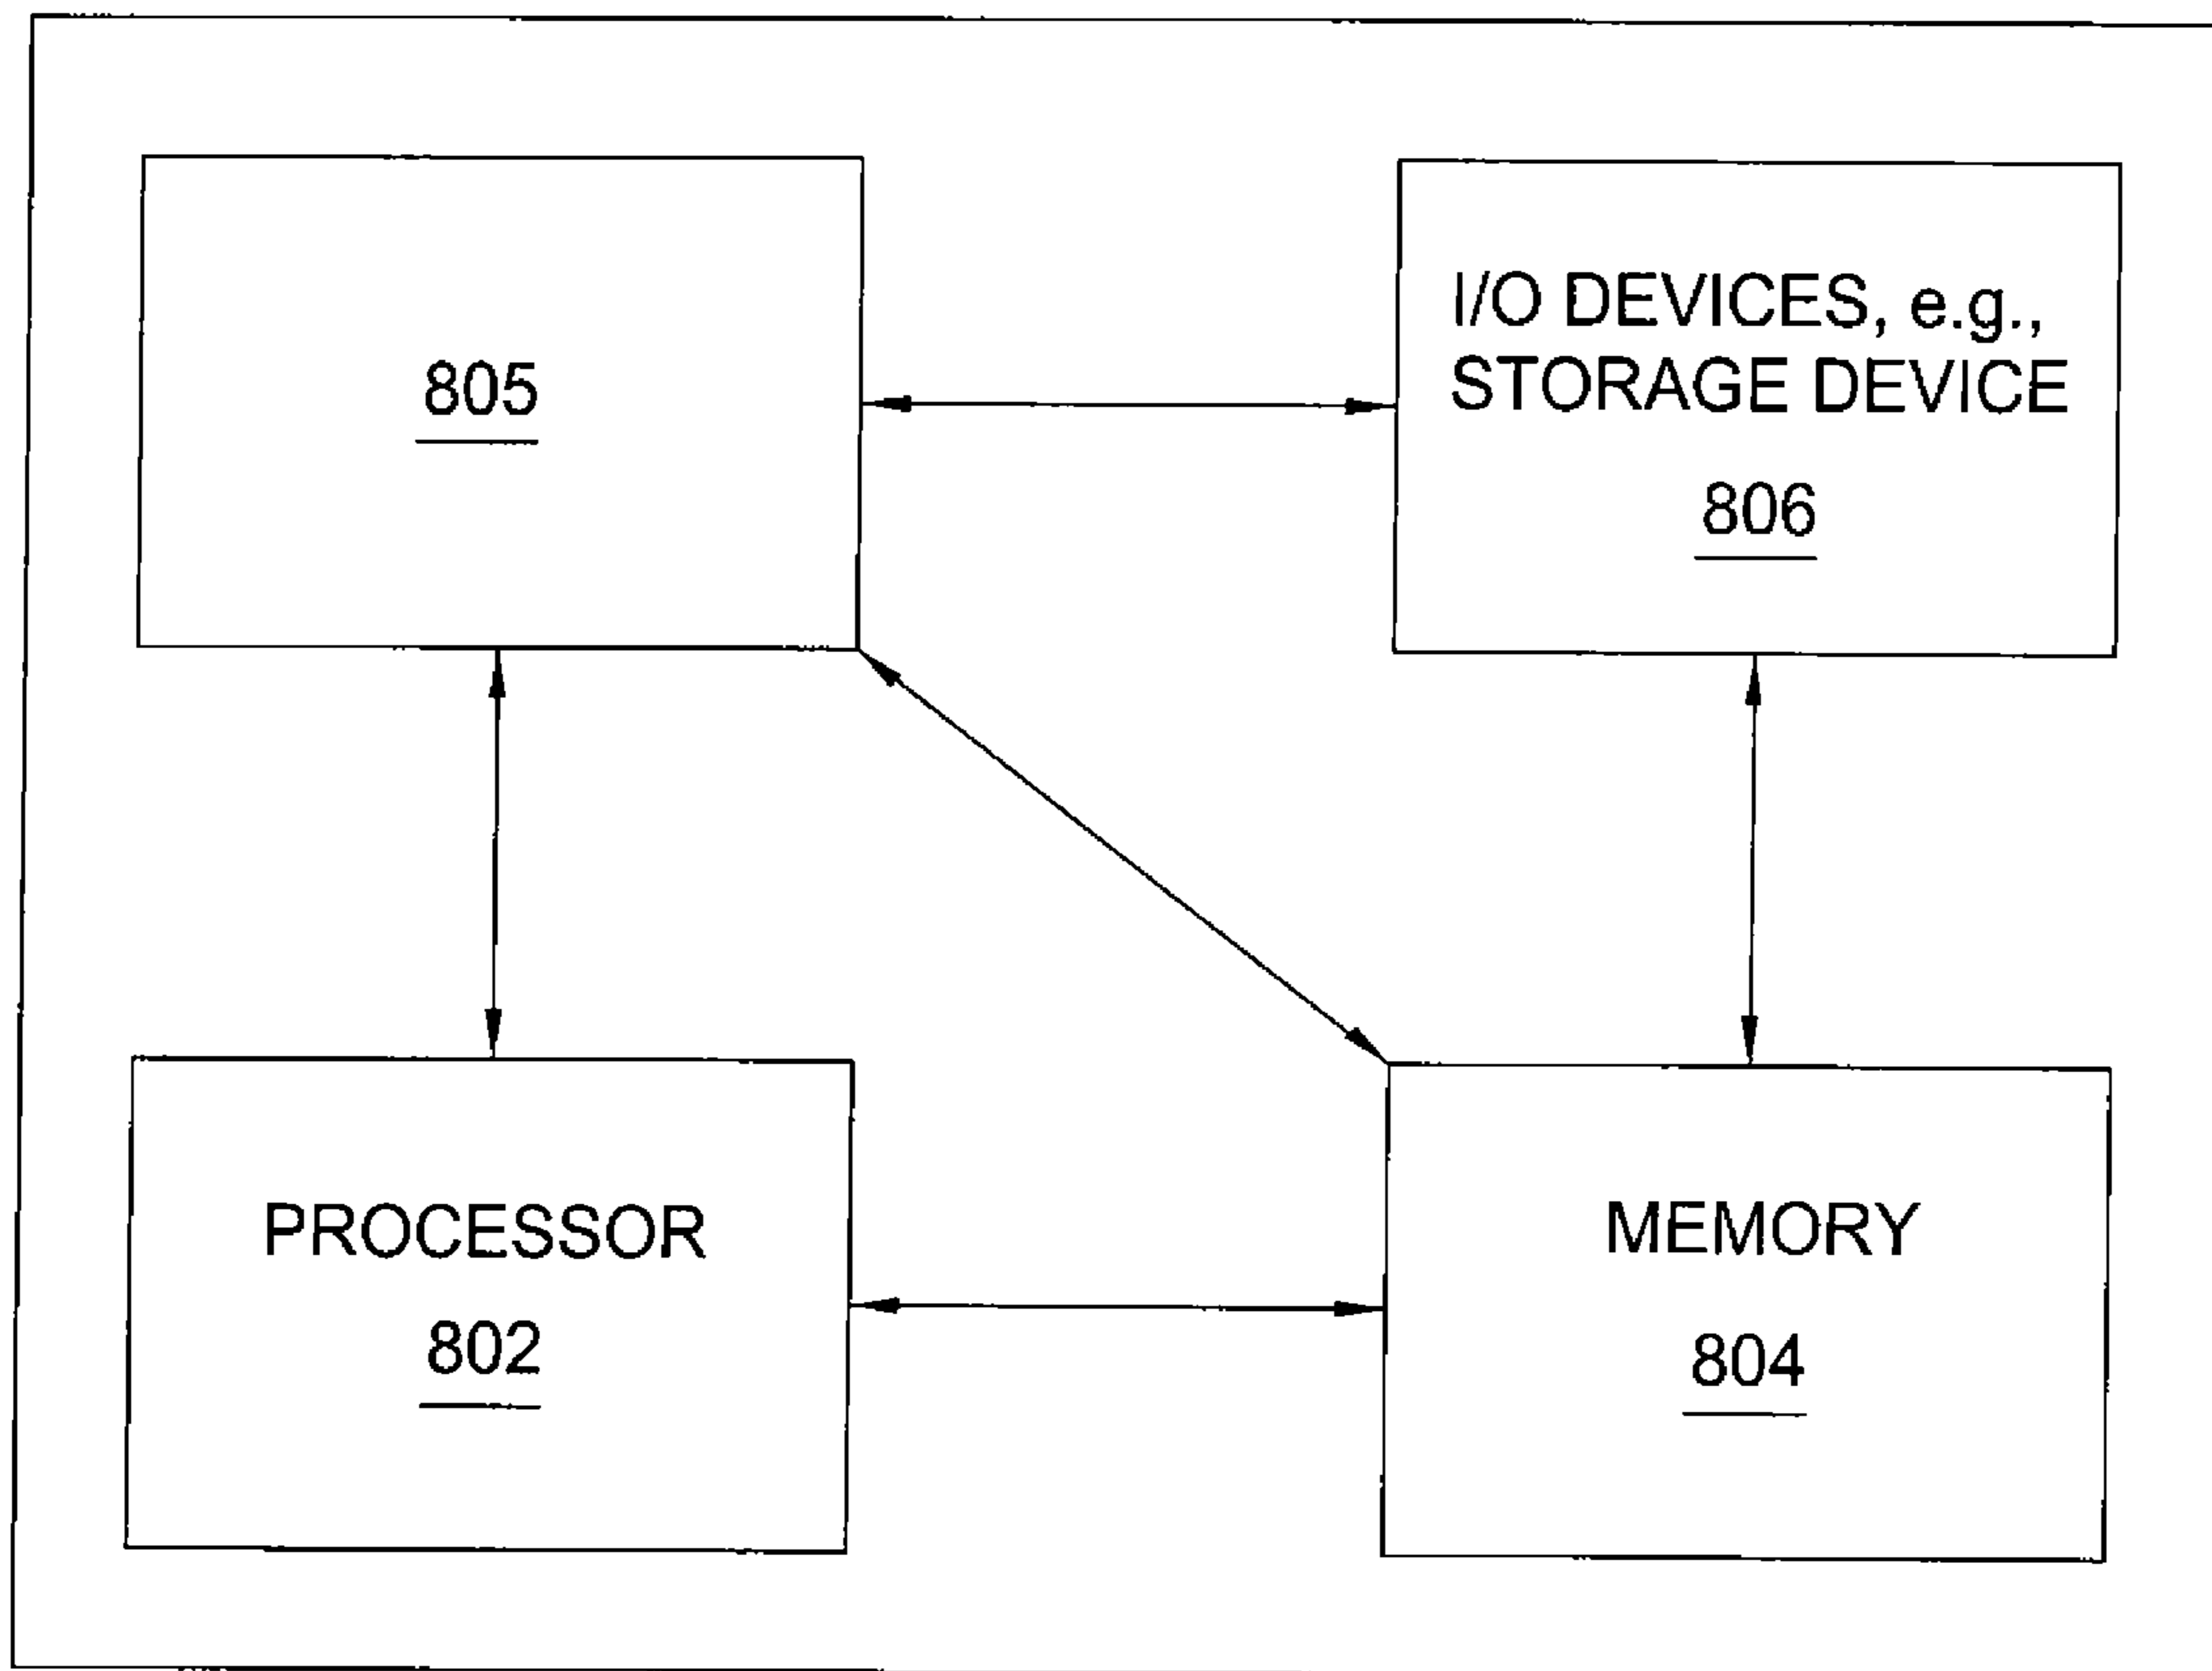 805
I/O DEVICES, e.g.,
STORAGE DEVICE
806
PROCESSOR
802
MEMORY
804